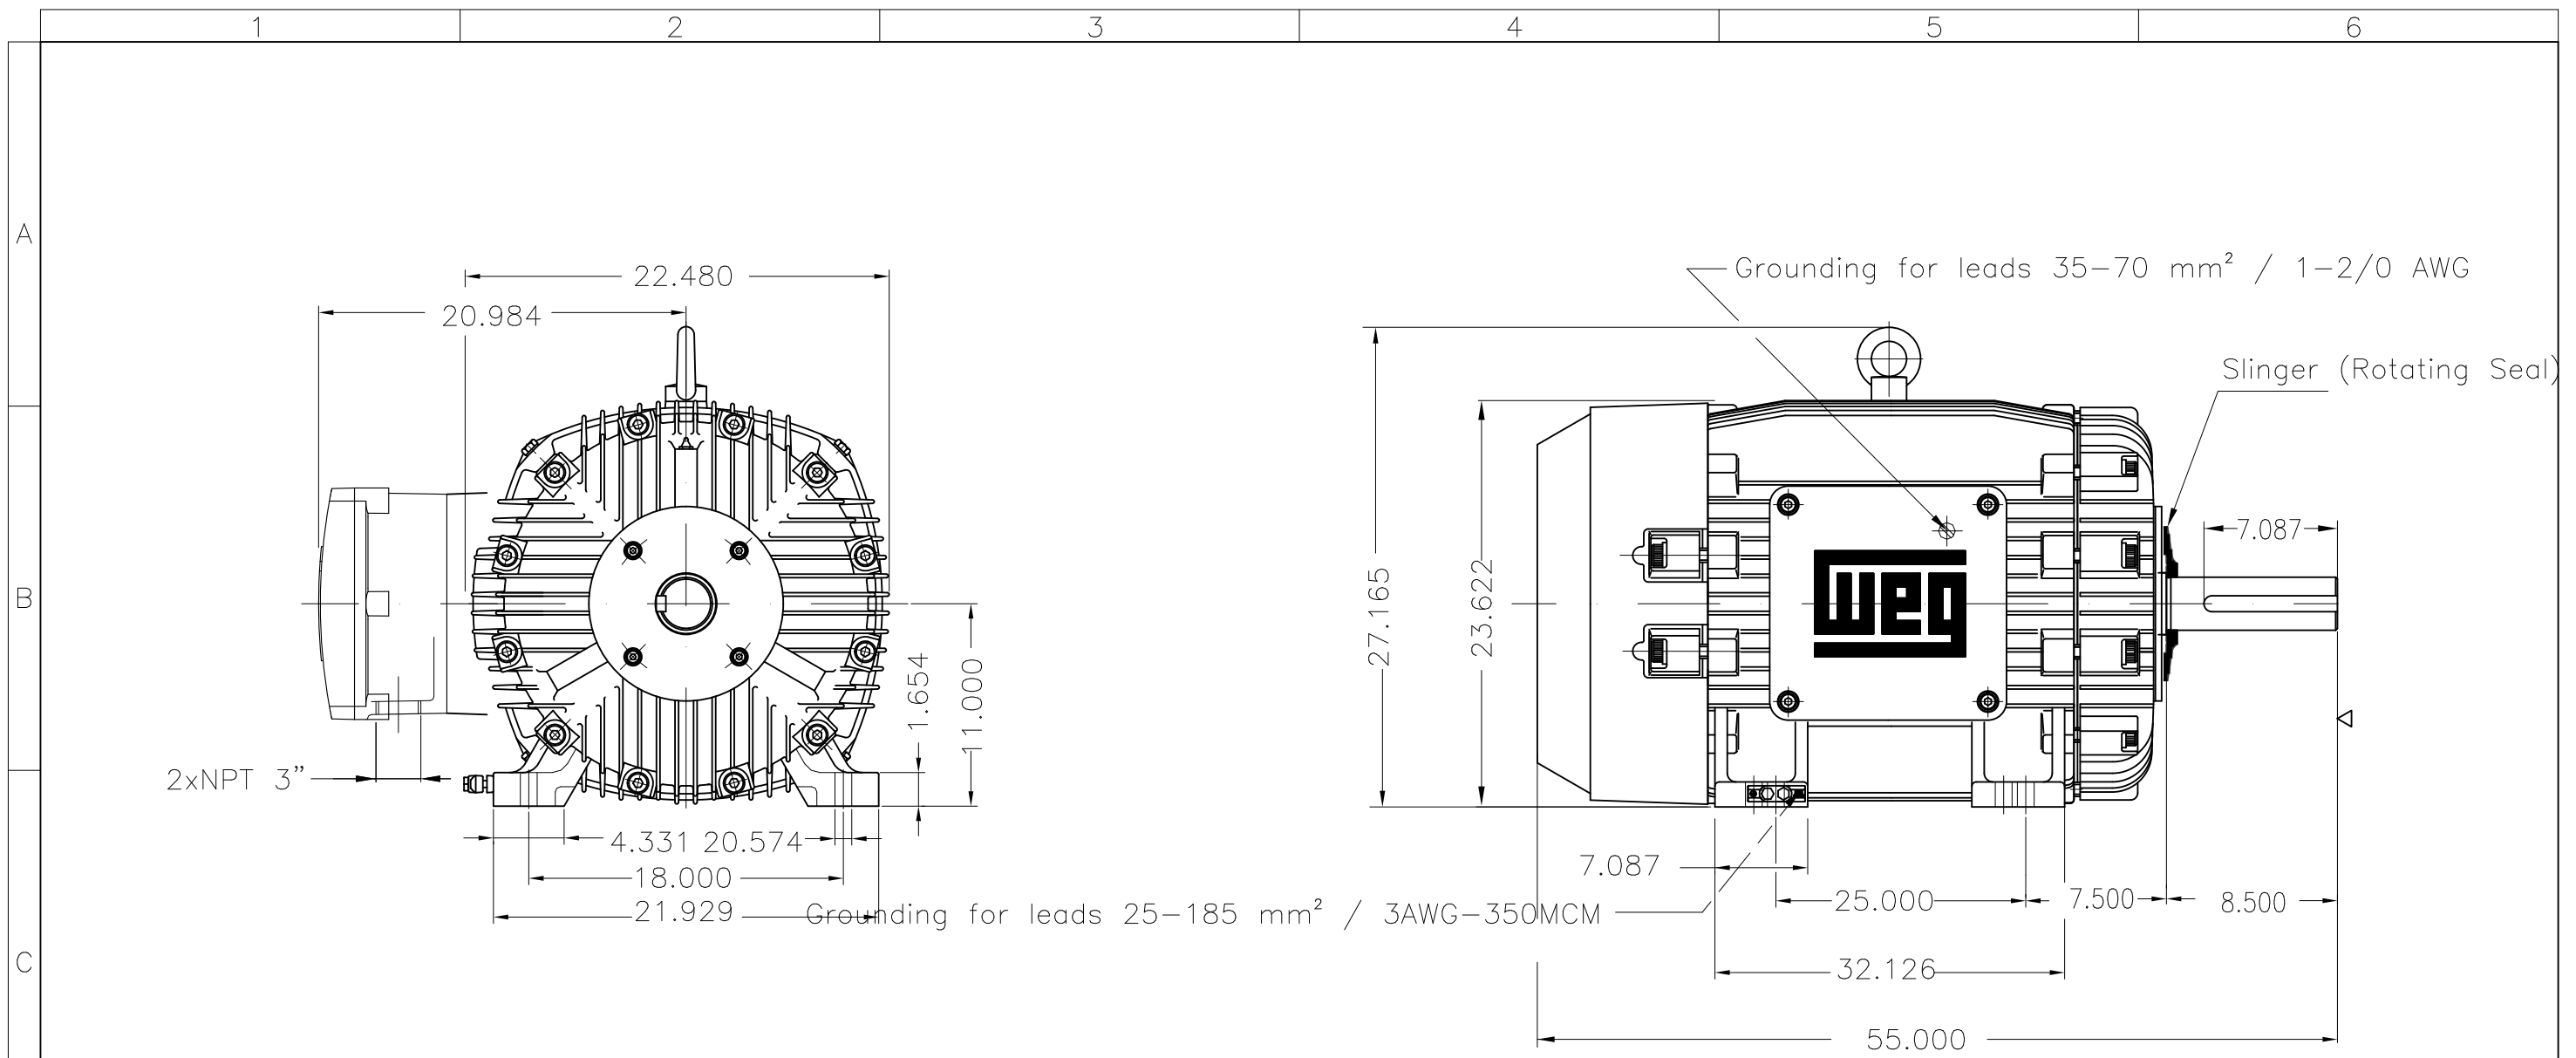 1 2 3 4 5 6
A
Grounding for leads 35-70 mm² / 1-2/0 AWG
22.480
20.984
Slinger (Rotating Seal)
7.087
B
27.165
23.622
weg
1.654
11.000
2xNPT 3"
4.331 20.574
7.087
18.000
25.000 7.500 8.500
21.929
Grounding for leads 25-185 mm² / 3AWG-350MCM
C
32.126
55.000